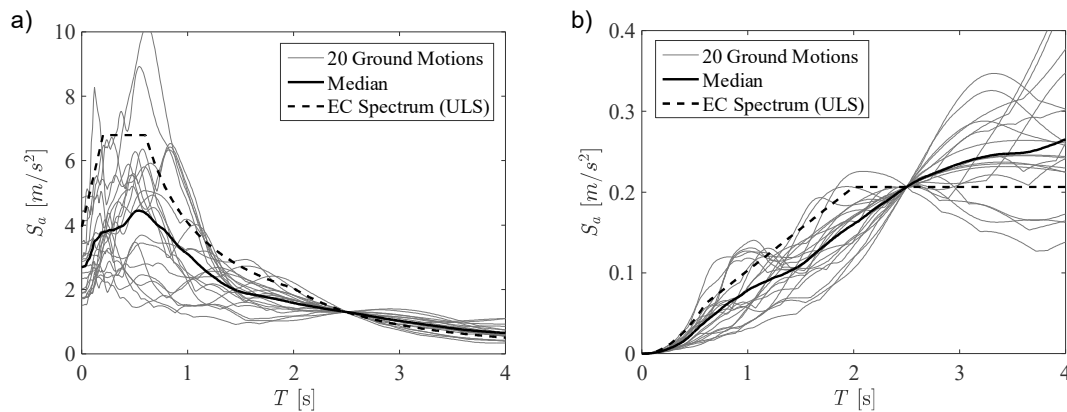 a)
10
8
6
4
2
0
S_a [m/s^2]
0 1 2 3 4
T [s]
20 Ground Motions
Median
EC Spectrum (ULS)
b)
0.4
0.3
0.2
0.1
0
S_a [m/s^2]
0 1 2 3 4
T [s]
20 Ground Motions
Median
EC Spectrum (ULS)